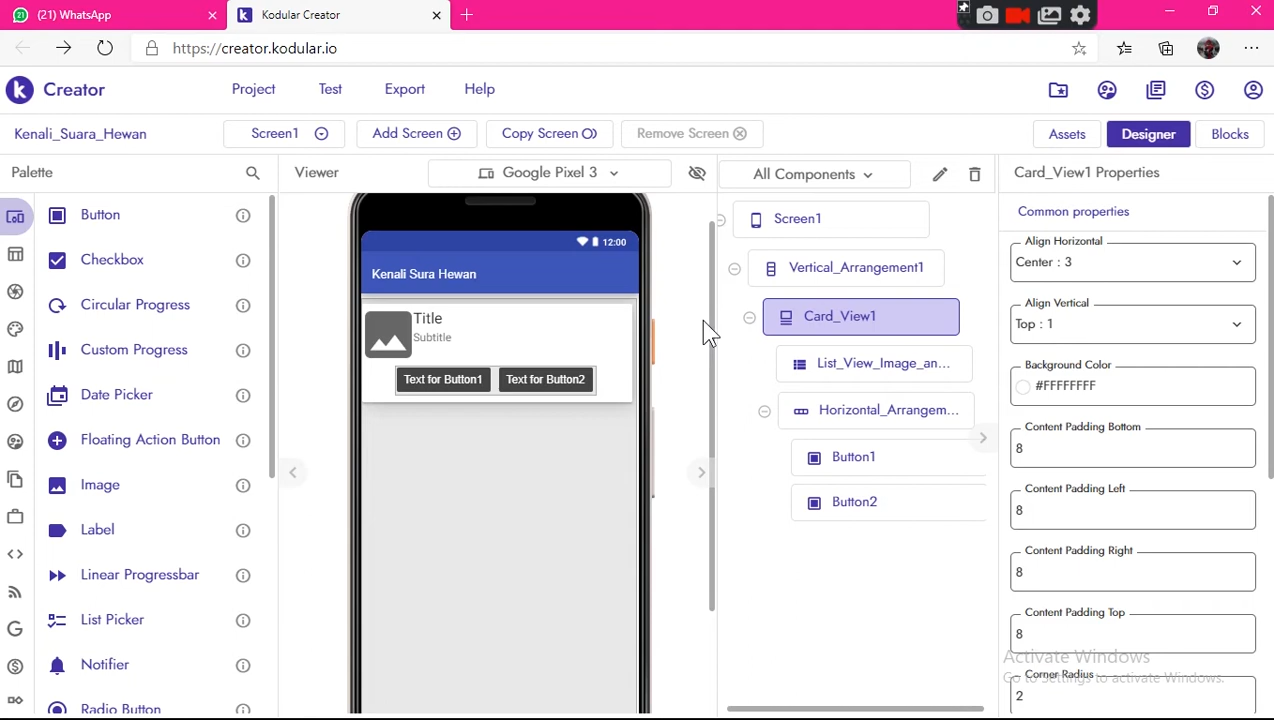 (21) WhatsApp
Kodular Creator
https://creator.kodular.io
Creator
Project
Test
Export
Help
Kenali_Suara_Hewan
Screen1
Add Screen
Copy Screen
Remove Screen
Assets
Designer
Blocks
Palette
Viewer
Google Pixel 3
All Components
Card_View1 Properties
Button
Checkbox
Circular Progress
Custom Progress
Date Picker
Floating Action Button
Image
Label
Linear Progressbar
List Picker
Notifier
Radio Button
12:00
Kenali Sura Hewan
Title
Subtitle
Text for Button1
Text for Button2
Screen1
Vertical_Arrangement1
Card_View1
List_View_Image_an...
Horizontal_Arrangem...
Button1
Button2
Common properties
Align Horizontal
Center : 3
Align Vertical
Top : 1
Background Color
#FFFFFFFF
Content Padding Bottom
8
Content Padding Left
8
Content Padding Right
8
Content Padding Top
8
Activate Windows
Go to Settings to activate Windows.
Corner Radius
2